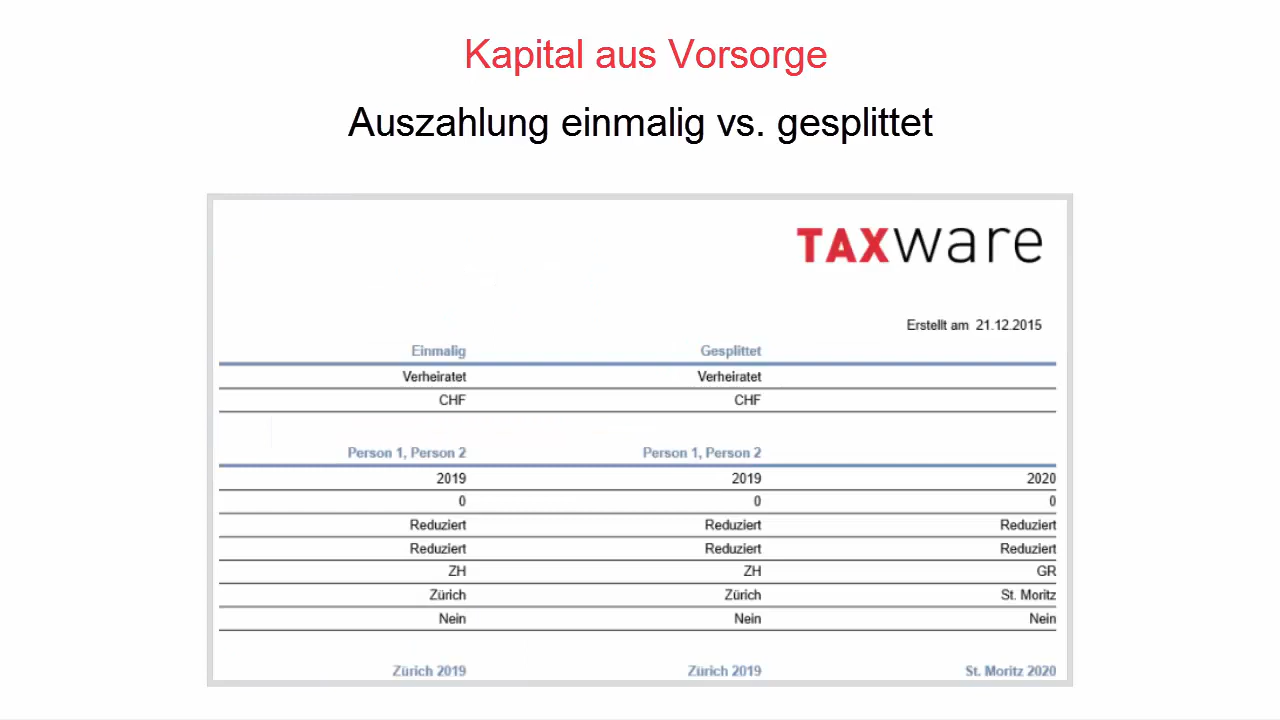 Kapital aus Vorsorge
Auszahlung einmalig vs. gesplittet
TAXware
Erstellt am 21.12.2015
Einmalig Gesplittet
Verheiratet Verheiratet
CHF CHF
Person 1, Person 2 Person 1, Person 2
2019 2019 2020
0 0 0
Reduziert Reduziert Reduziert
Reduziert Reduziert Reduziert
ZH ZH GR
Zürich Zürich St. Moritz
Nein Nein Nein
Zürich 2019 Zürich 2019 St. Moritz 2020